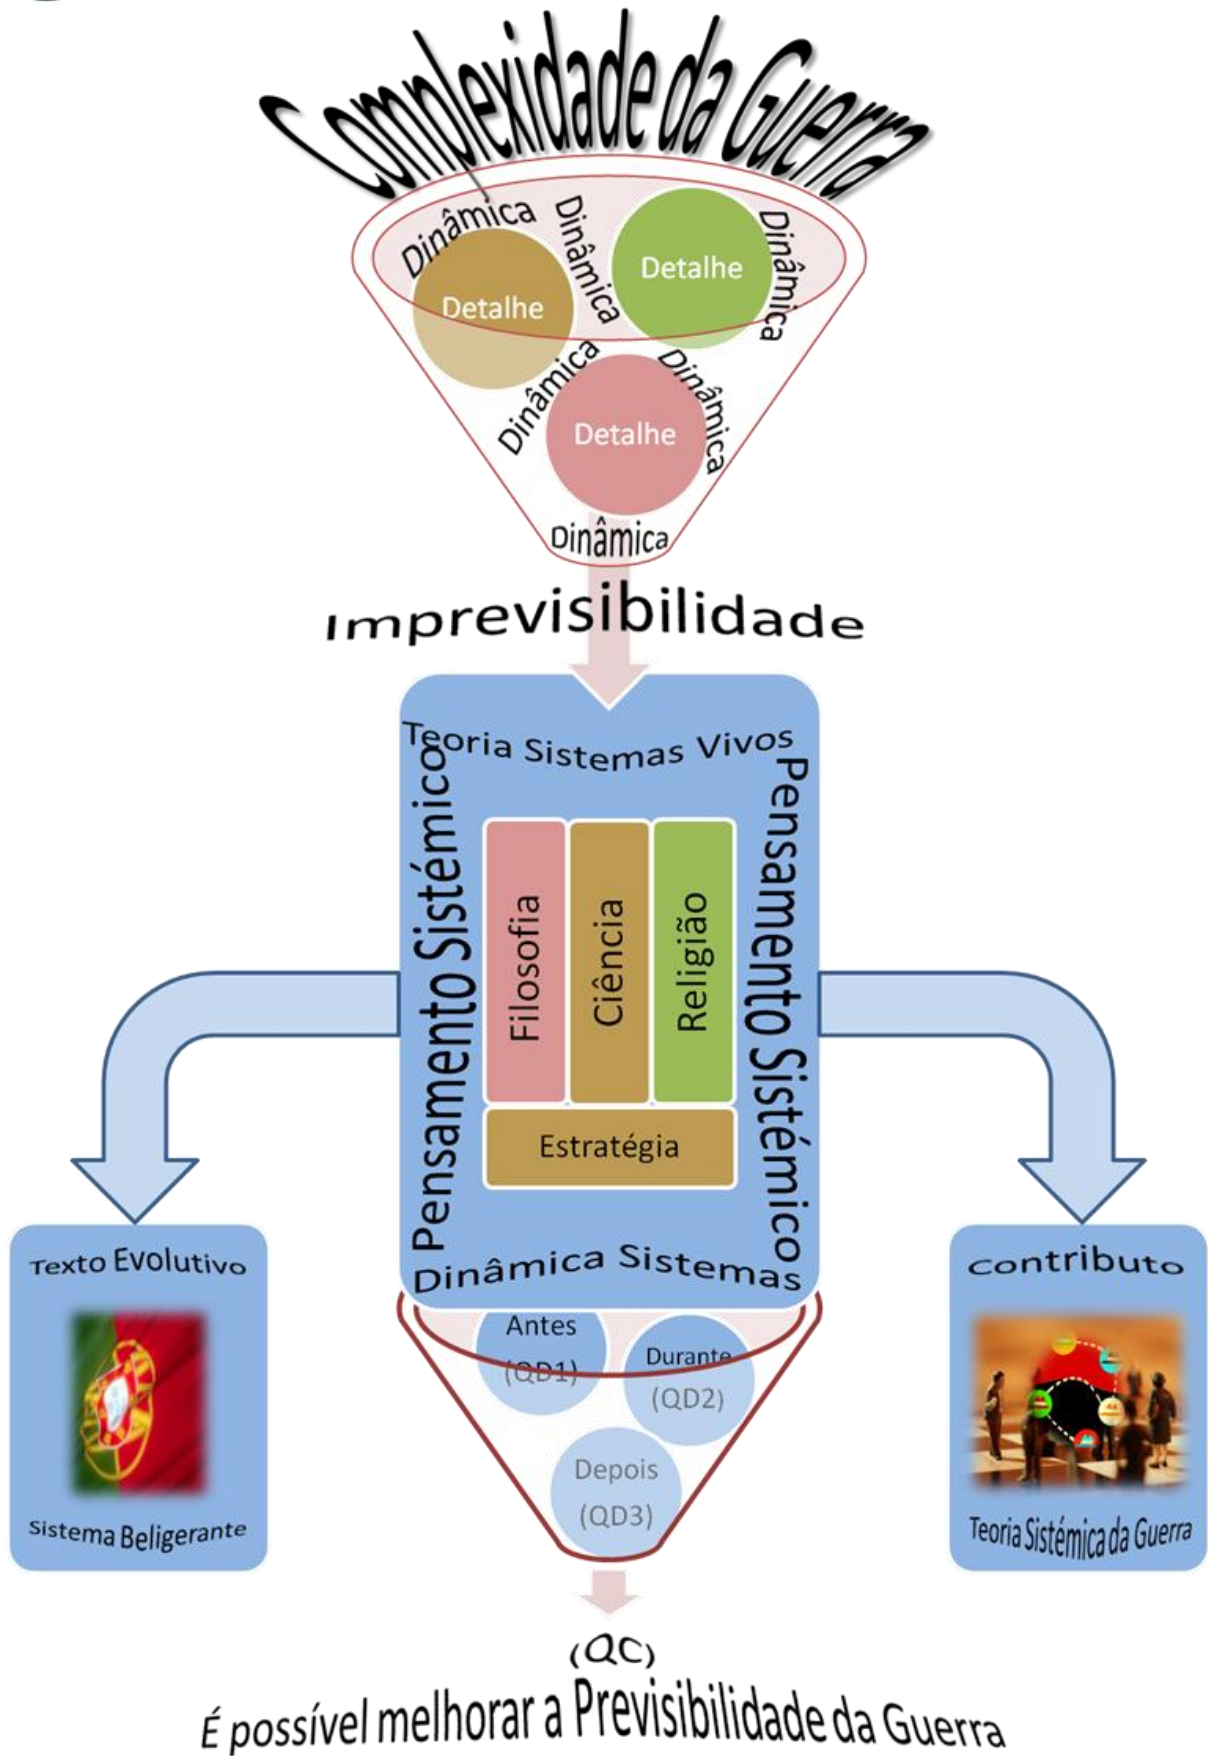 Complexidade da Guerra
Dinâmica
Dinâmica
Dinâmica
Detalhe
Detalhe
Dinâmica
Dinâmica
Detalhe
Dinâmica
Imprevisibilidade
Teoria Sistemas Vivos
Pensamento Sistémico
Filosofia
Ciência
Religião
Pensamento Sistémico
Estratégia
Dinâmica Sistemas
Texto Evolutivo
Sistema Beligerante
Contributo
Teoria Sistémica da Guerra
Antes
(QD1)
Durante
(QD2)
Depois
(QD3)
(QC)
É possível melhorar a Previsibilidade da Guerra